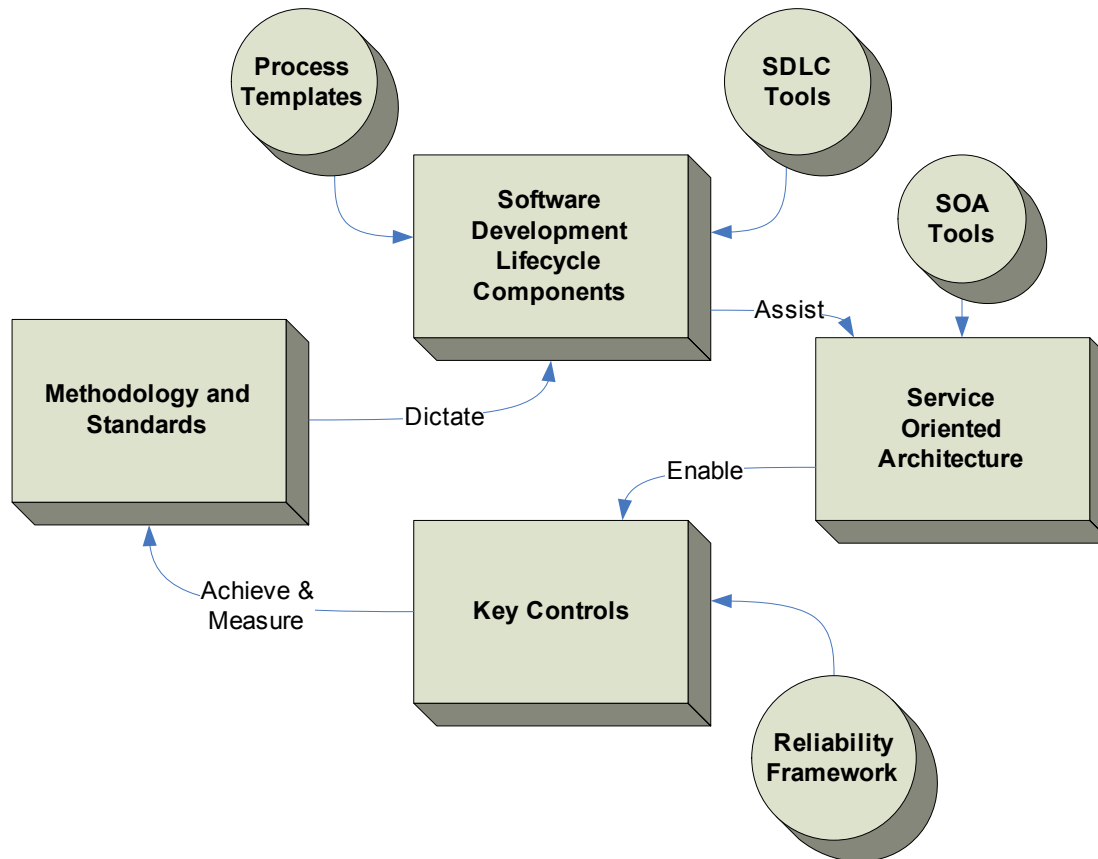 Process
Templates
SDLC
Tools
Software
Development
Lifecycle
Components
SOA
Tools
Assist
Methodology and
Standards
Dictate
Service
Oriented
Architecture
Enable
Achieve &
Measure
Key Controls
Reliability
Framework